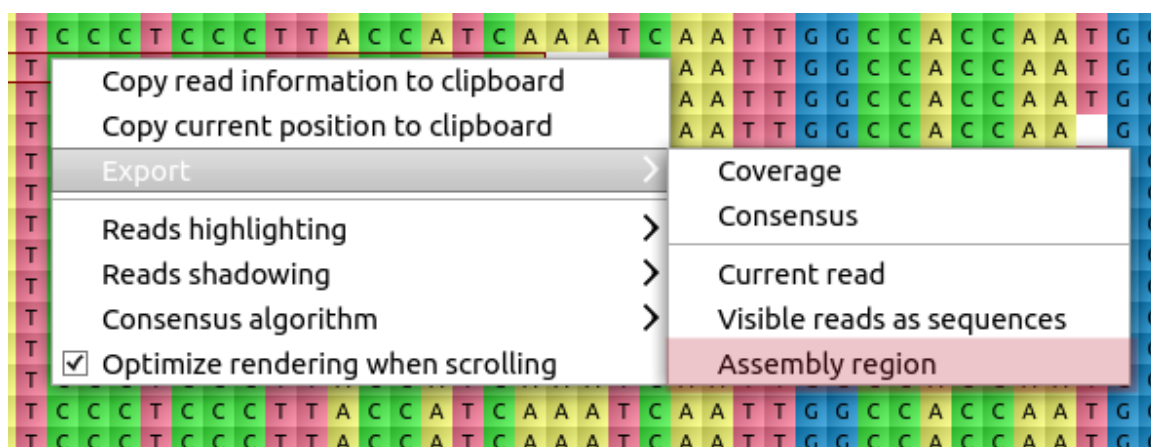 T C C C T C C C T T A C C A T C A A A T C A A T T G G C C A C C A A T G
T A A T T G G C C A C C A A T G
T A A T T G G C C A C C A A T G
T A A T T G G C C A C C A A G
T
T
T
T
T
T
T
T
Copy read information to clipboard
Copy current position to clipboard
Export
Reads highlighting
Reads shadowing
Consensus algorithm
Optimize rendering when scrolling
Coverage
Consensus
Current read
Visible reads as sequences
Assembly region
T C C C T C C C T T A C C A T C A A A T C A A T T G G C C A C C A A T G
T C C C T C C C T T A C C A T C A A A T C A A T T G G C C A C C A A T G